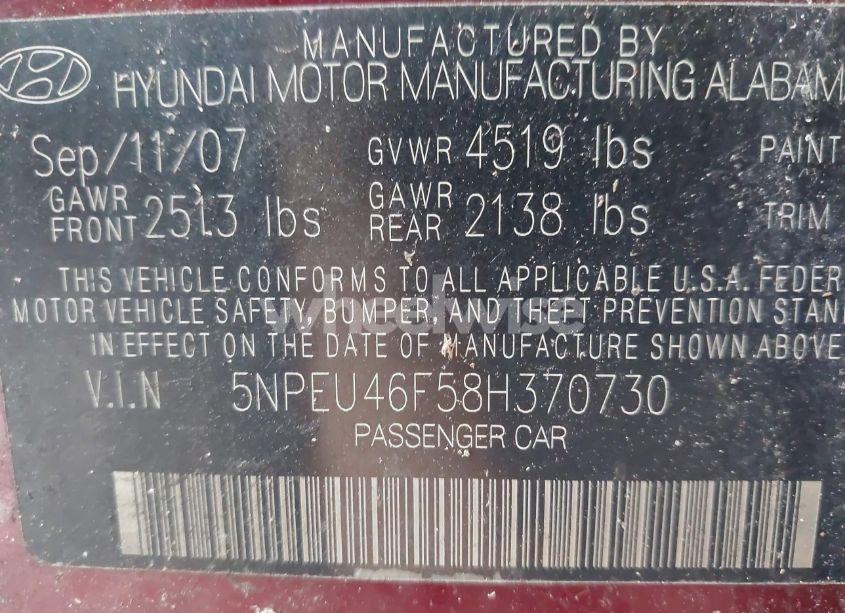 MANUFACTURED BY
HYUNDAI MOTOR MANUFACTURING ALABAMA
Sep/11/07 GVWR 4519 lbs PAINT
GAWR FRONT 2513 lbs GAWR REAR 2138 lbs TRIM
THIS VEHICLE CONFORMS TO ALL APPLICABLE U.S.A. FEDER
MOTOR VEHICLE SAFETY, BUMPER, AND THEFT PREVENTION STAN
IN EFFECT ON THE DATE OF MANUFACTURE SHOWN ABOVE.
V.I.N 5NPEU46F58H370730
PASSENGER CAR
wheelwise